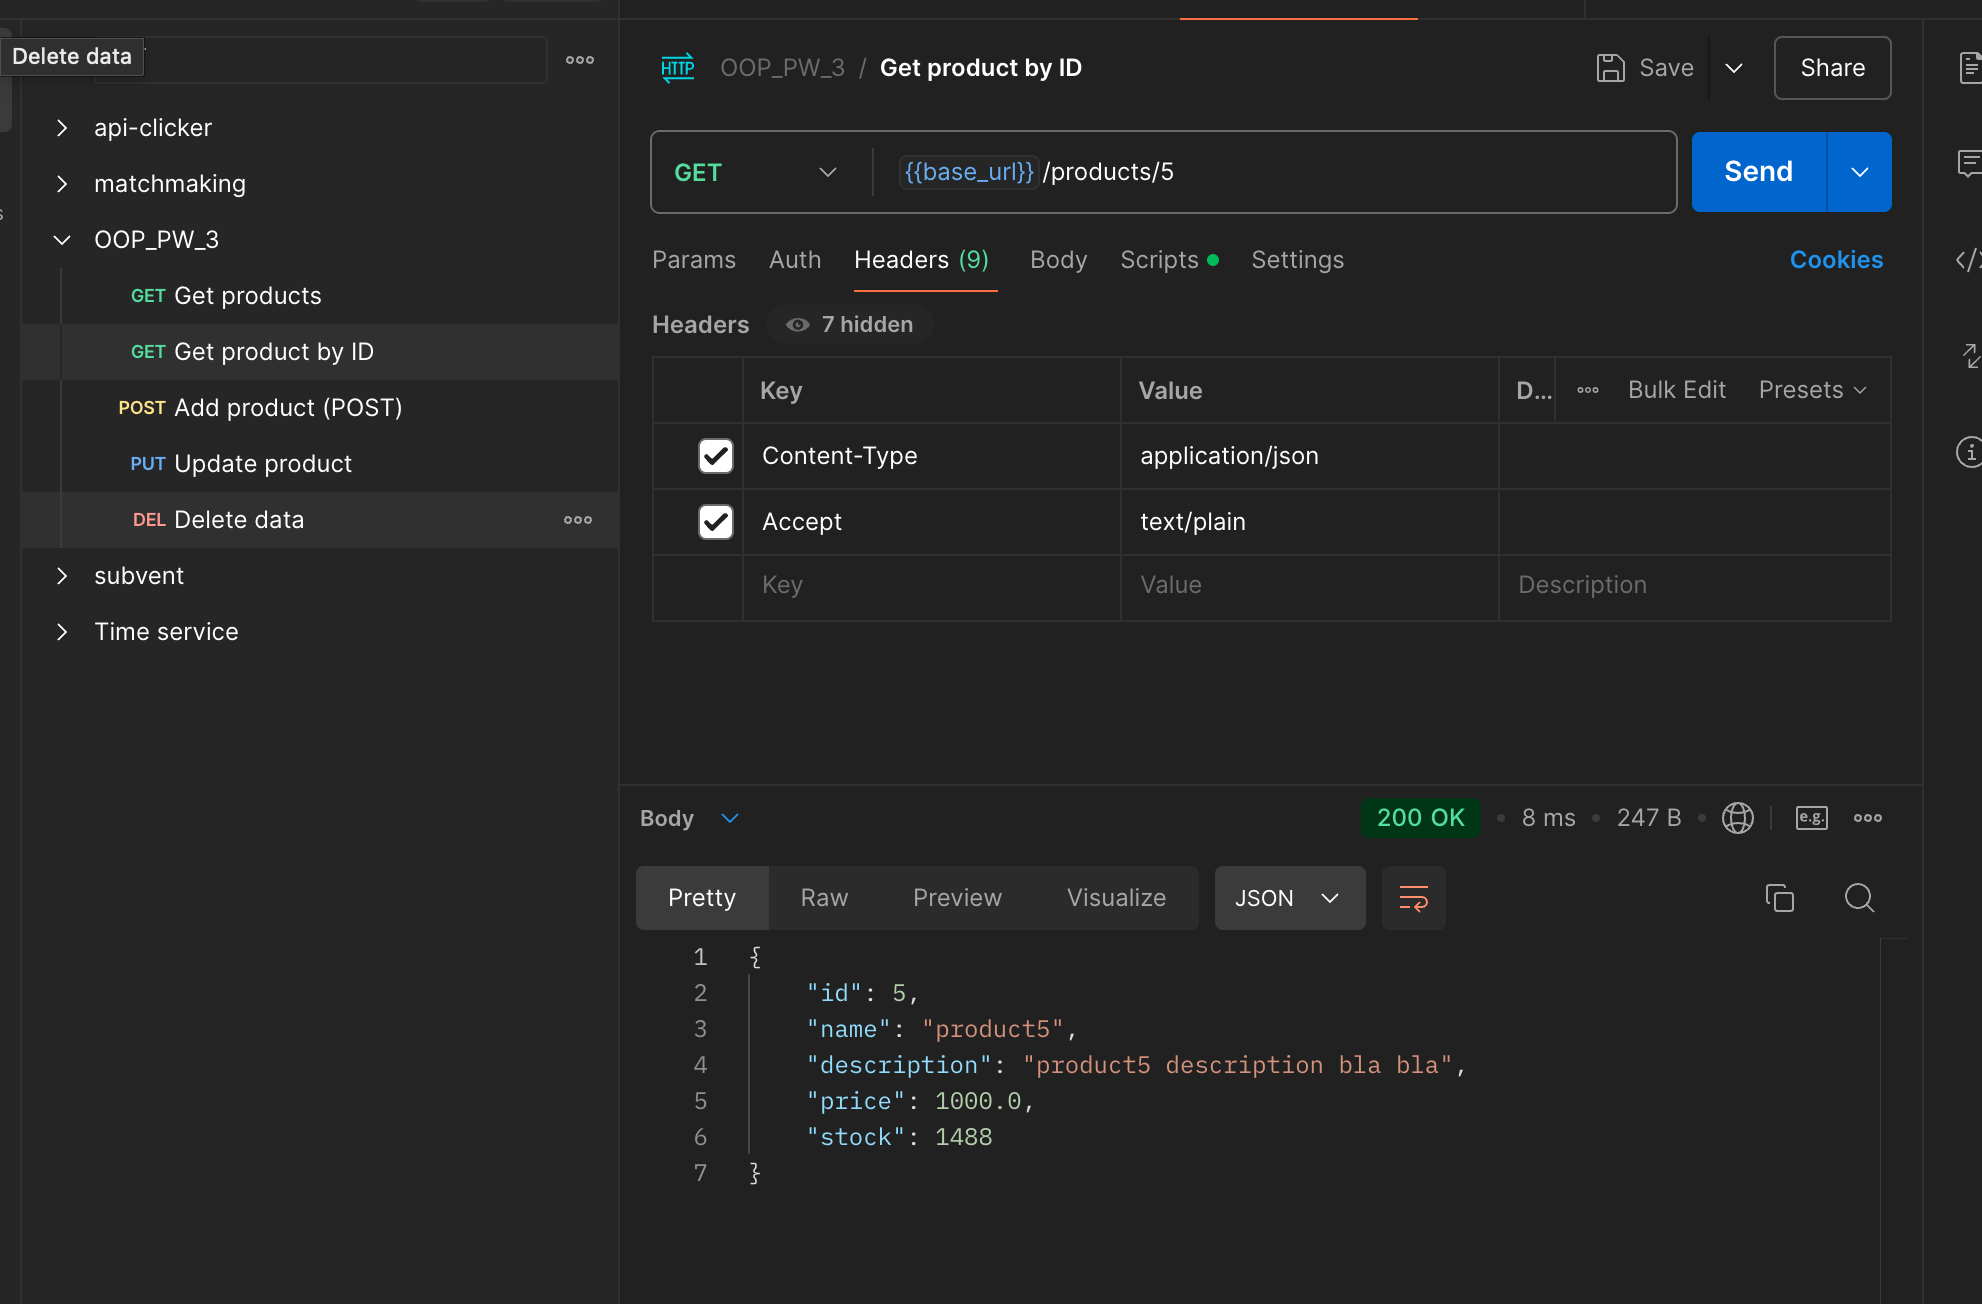 Delete data
api-clicker
matchmaking
OOP_PW_3
GET Get products
GET Get product by ID
POST Add product (POST)
PUT Update product
DEL Delete data
subvent
Time service
HTTP OOP_PW_3 / Get product by ID
Save
Share
GET {{base_url}}/products/5
Send
Params Auth Headers (9) Body Scripts Settings
Cookies
Headers 7 hidden
Key Value D... Bulk Edit Presets
Content-Type application/json
Accept text/plain
Key Value Description
Body
200 OK • 8 ms • 247 B • e.g.
Pretty Raw Preview Visualize JSON
1 {
2 "id": 5,
3 "name": "product5",
4 "description": "product5 description bla bla",
5 "price": 1000.0,
6 "stock": 1488
7 }